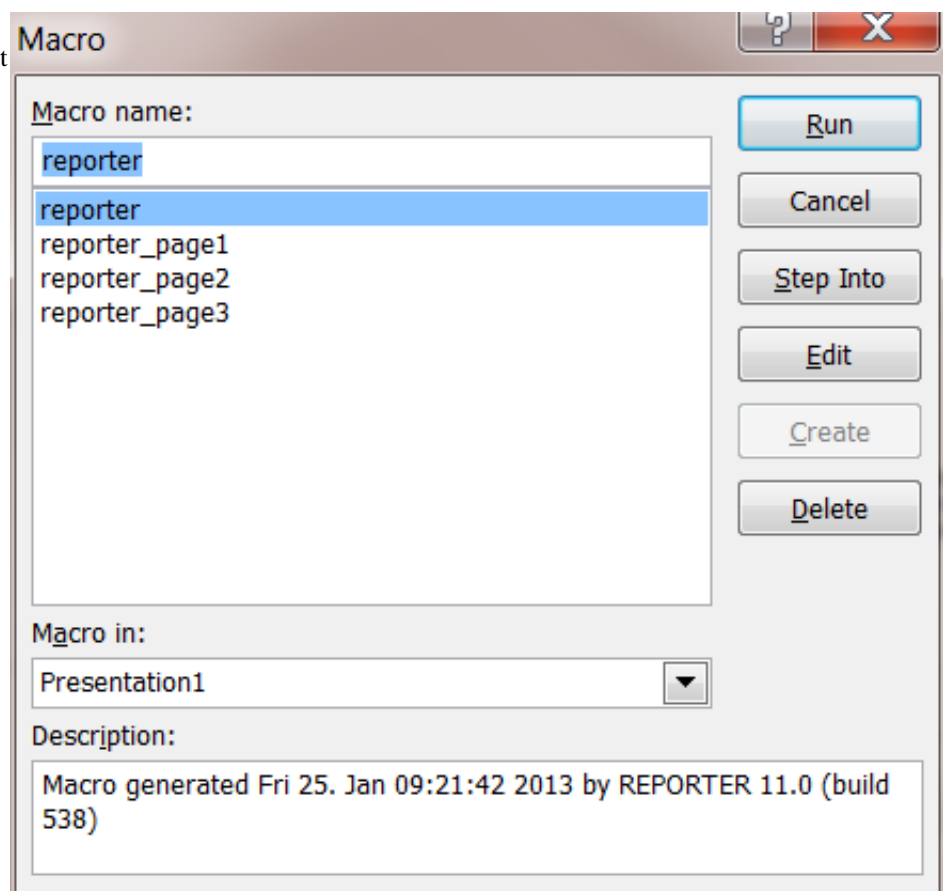 t
Macro
Macro name:
Run
reporter
reporter
Cancel
reporter_page1
reporter_page2
Step Into
reporter_page3
Edit
Create
Delete
Macro in:
Presentation1
Description:
Macro generated Fri 25. Jan 09:21:42 2013 by REPORTER 11.0 (build
538)